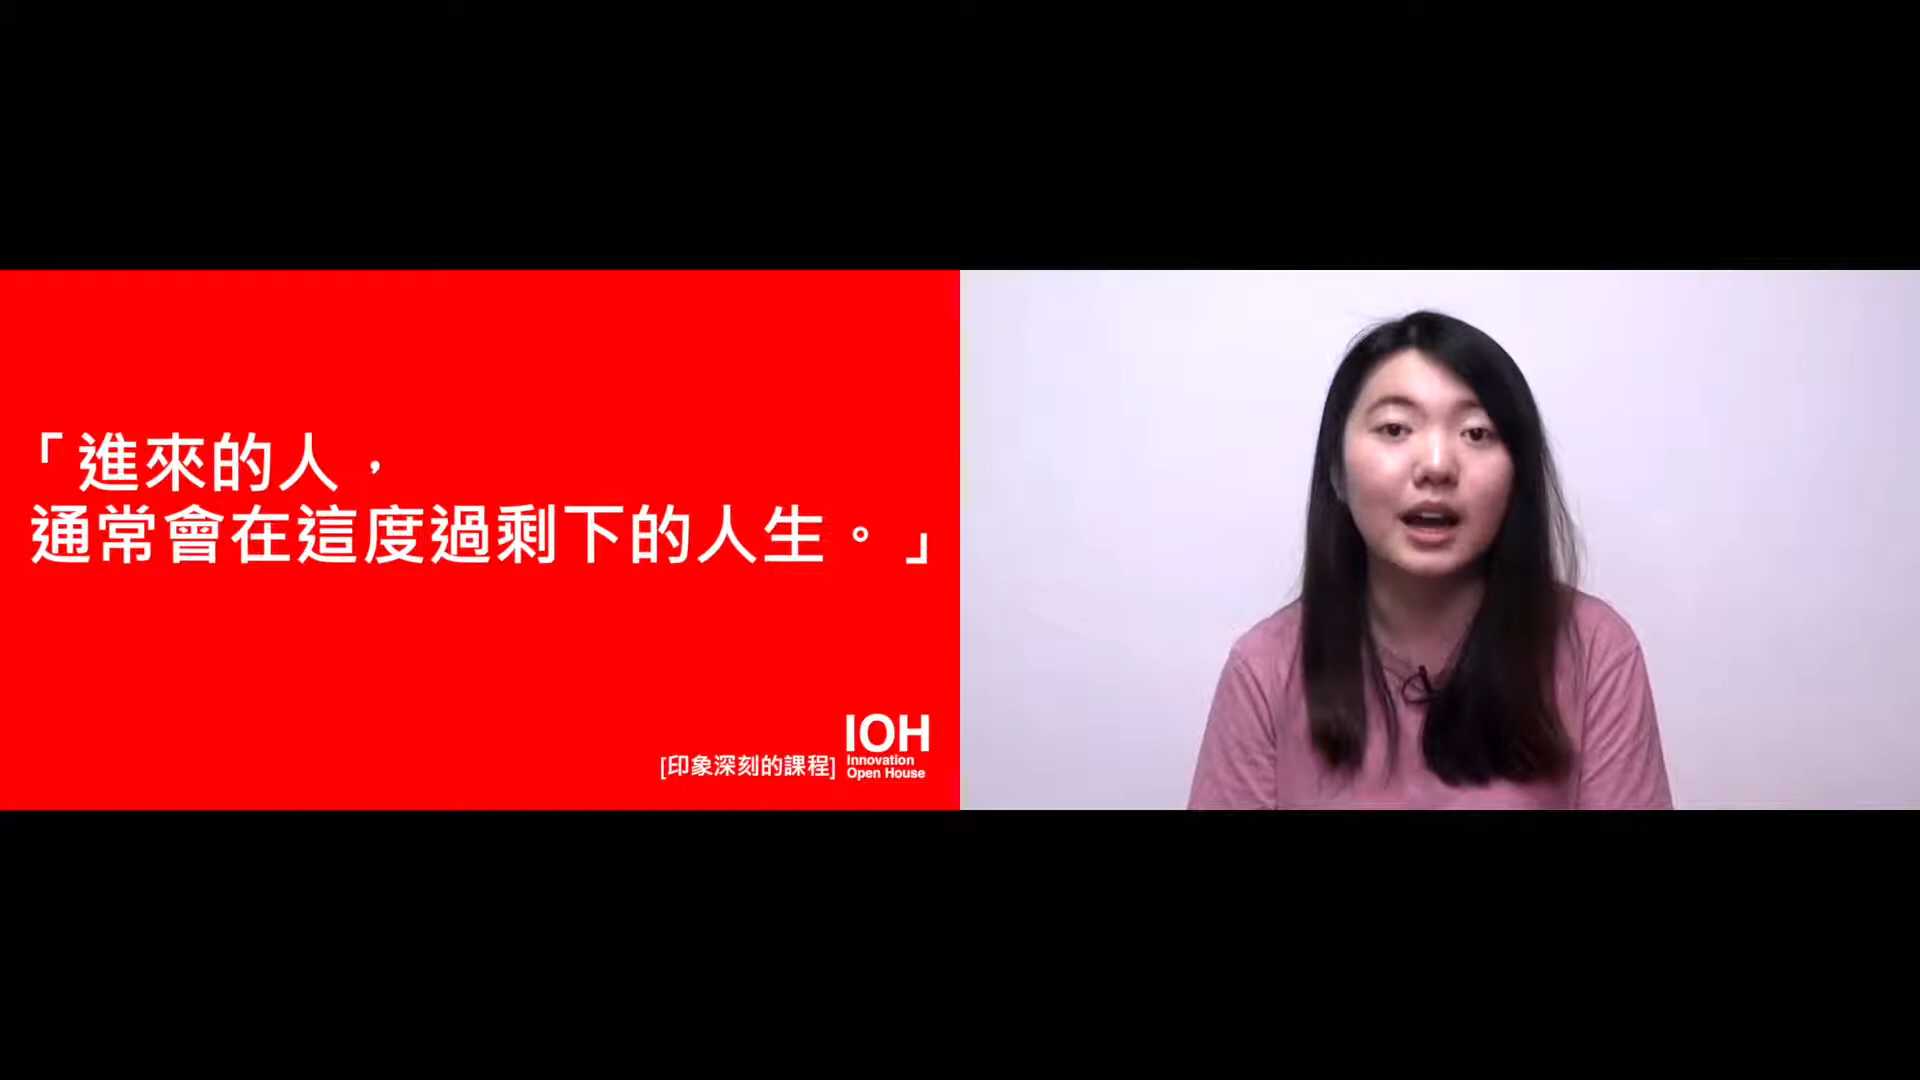 「進來的人，
通常會在這度過剩下的人生。」
[印象深刻的課程]
IOH
Innovation
Open House